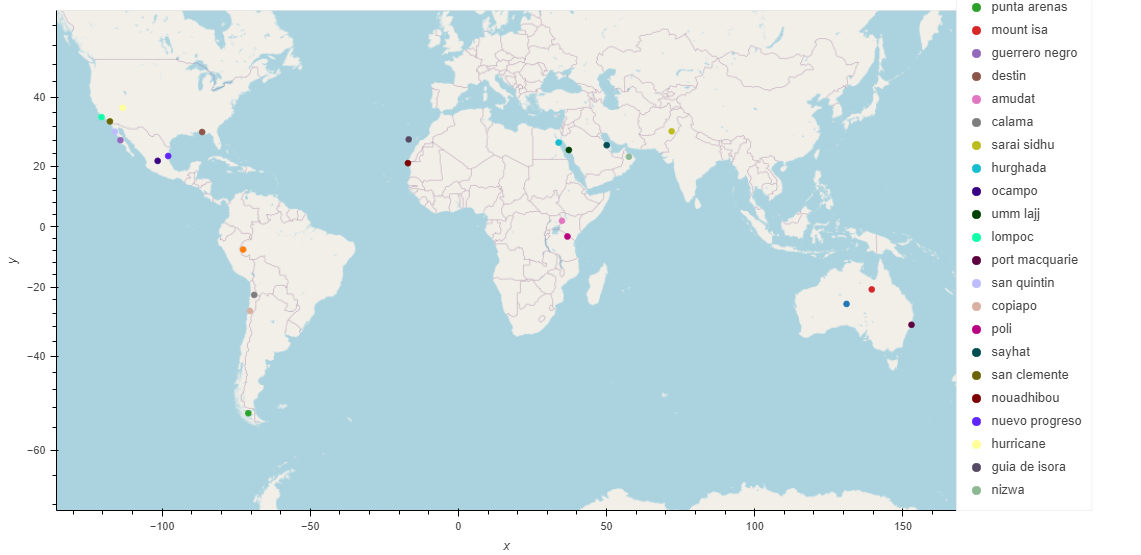 punta arenas
mount isa
guerrero negro
destin
amudat
calama
sarai sidhu
hurghada
ocampo
umm lajj
lompoc
port macquarie
san quintin
copiapo
poli
sayhat
san clemente
nouadhibou
nuevo progreso
hurricane
guia de isora
nizwa
40
20
0
−20
−40
−60
y
−100 −50 0 50 100 150
x